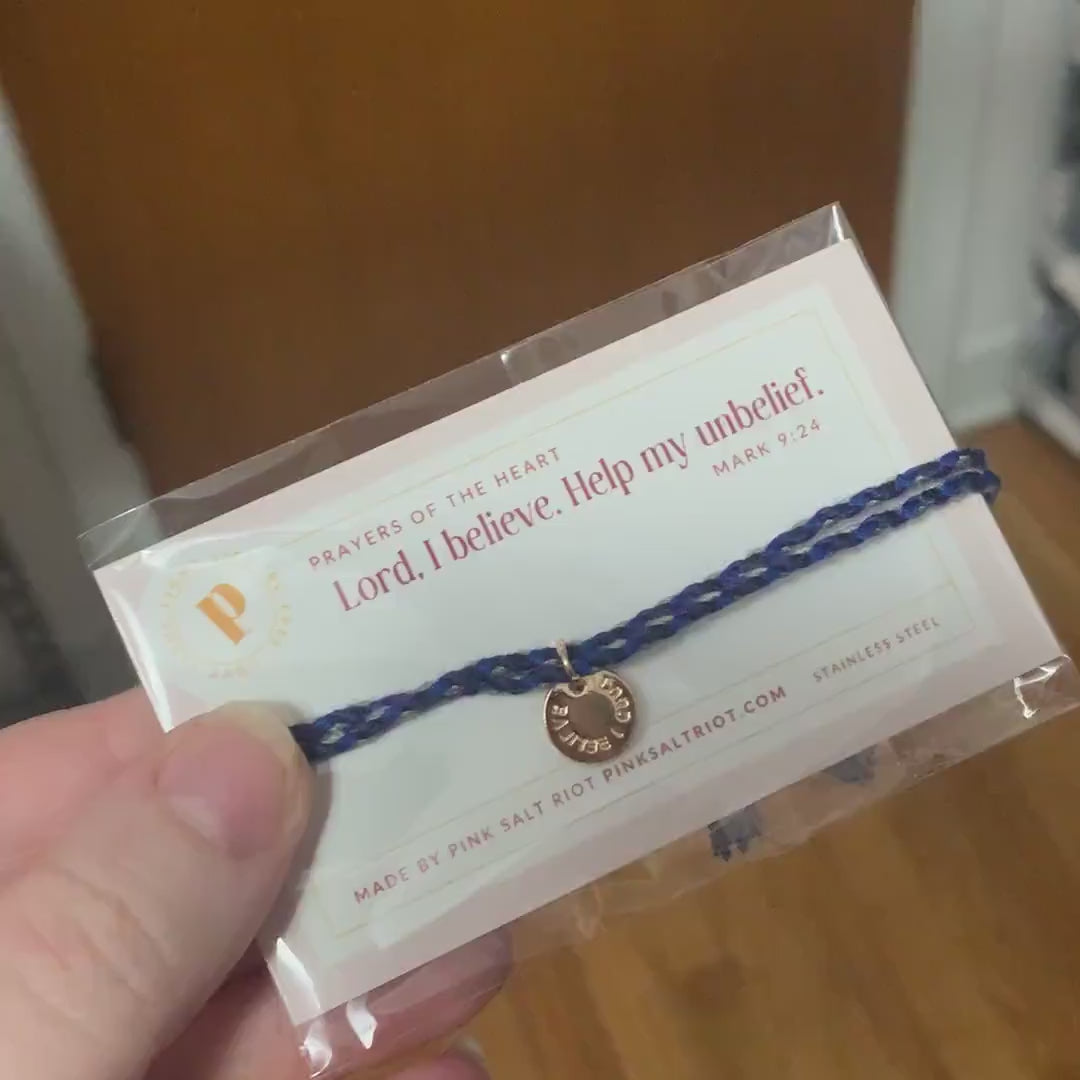 PRAYERS OF THE HEART
Lord, I believe. Help my unbelief.
MARK 9:24
p
LORD I BELIEVE
MADE BY PINK SALT RIOT PINKSALTRIOT.COM
STAINLESS STEEL